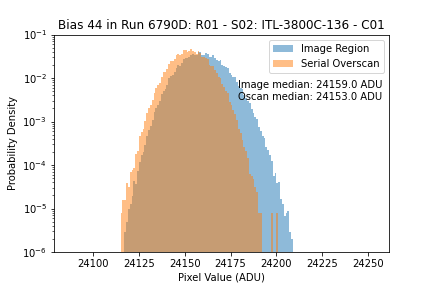 Bias 44 in Run 6790D: R01 - S02: ITL-3800C-136 - C01
Image Region
Serial Overscan
Image median: 24159.0 ADU
Oscan median: 24153.0 ADU
Probability Density
10⁻¹
10⁻²
10⁻³
10⁻⁴
10⁻⁵
10⁻⁶
24100 24125 24150 24175 24200 24225 24250
Pixel Value (ADU)